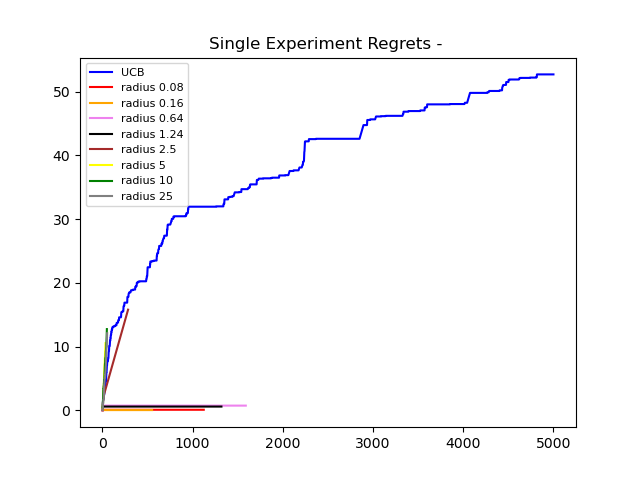 Single Experiment Regrets -
UCB
radius 0.08
radius 0.16
radius 0.64
radius 1.24
radius 2.5
radius 5
radius 10
radius 25
50
40
30
20
10
0
0 1000 2000 3000 4000 5000